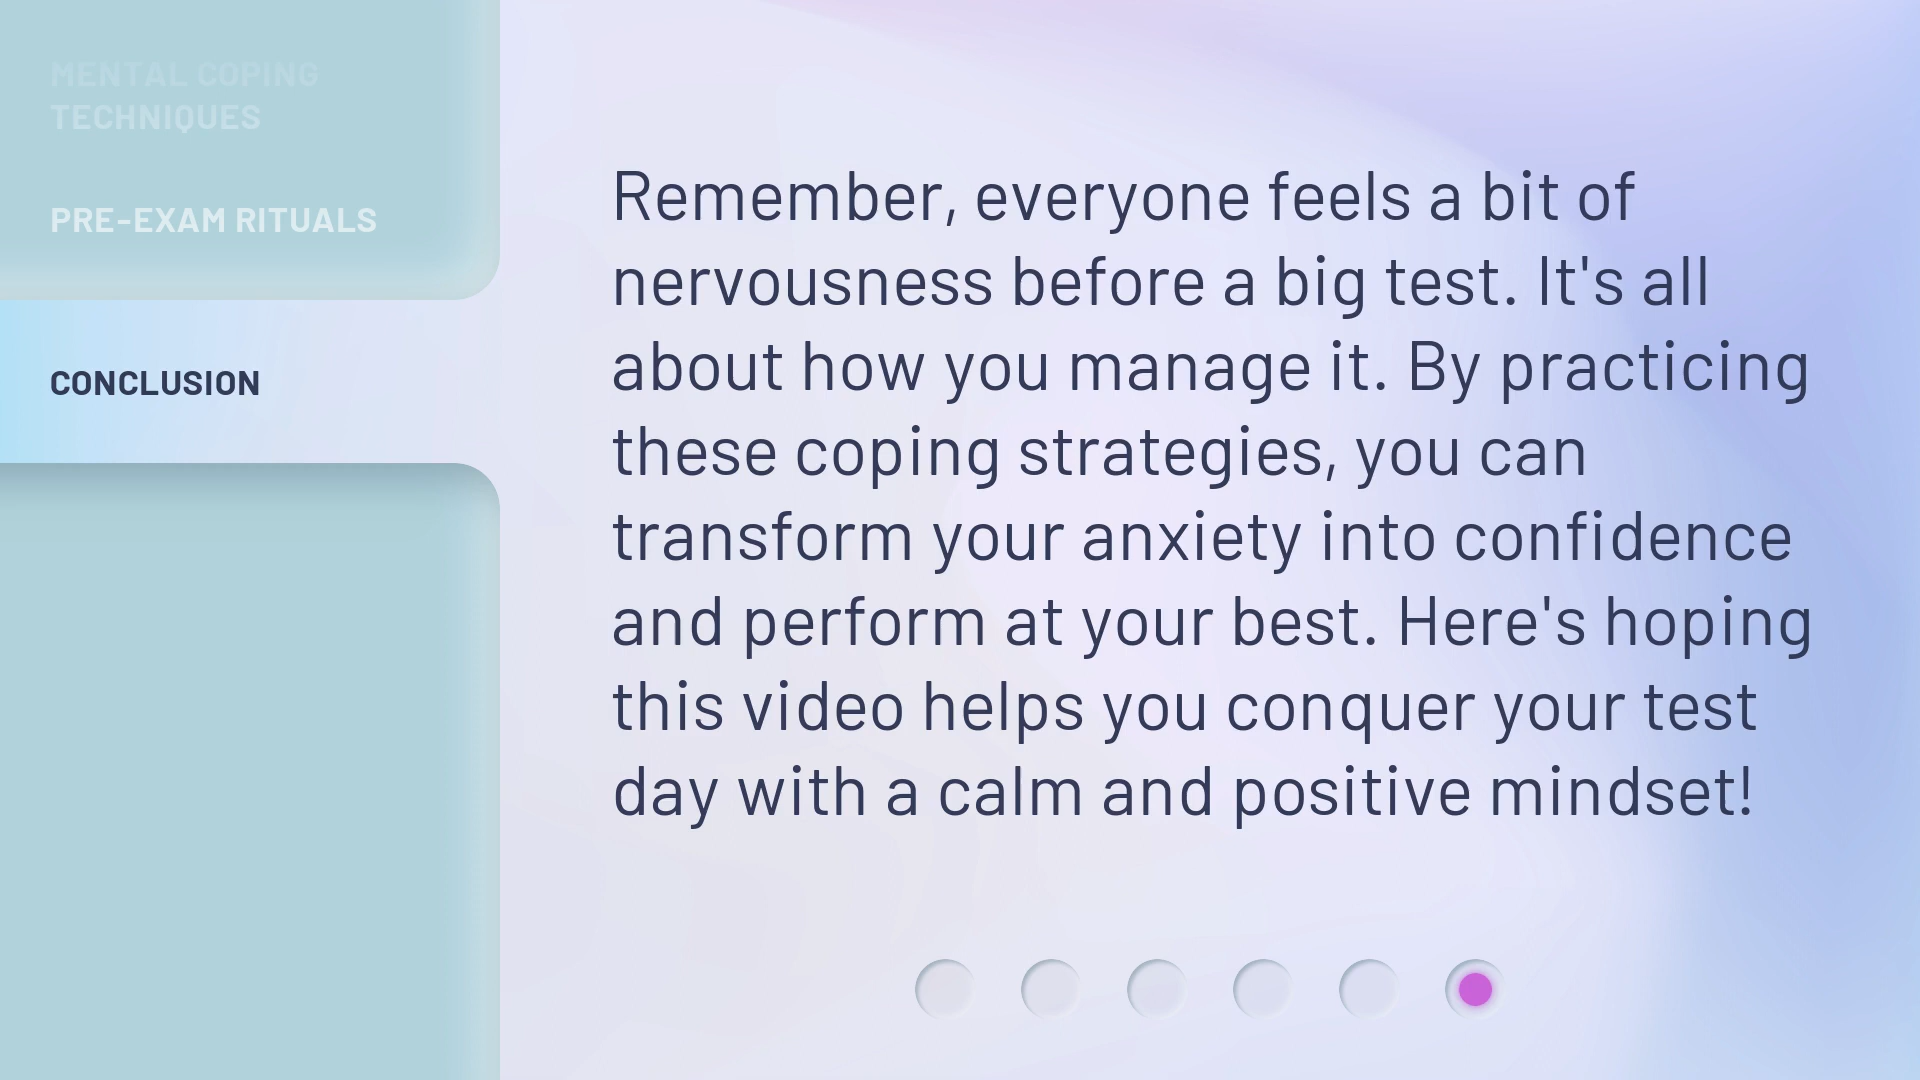 MENTAL COPING
TECHNIQUES
PRE-EXAM RITUALS
CONCLUSION
Remember, everyone feels a bit of
nervousness before a big test. It's all
about how you manage it. By practicing
these coping strategies, you can
transform your anxiety into confidence
and perform at your best. Here's hoping
this video helps you conquer your test
day with a calm and positive mindset!